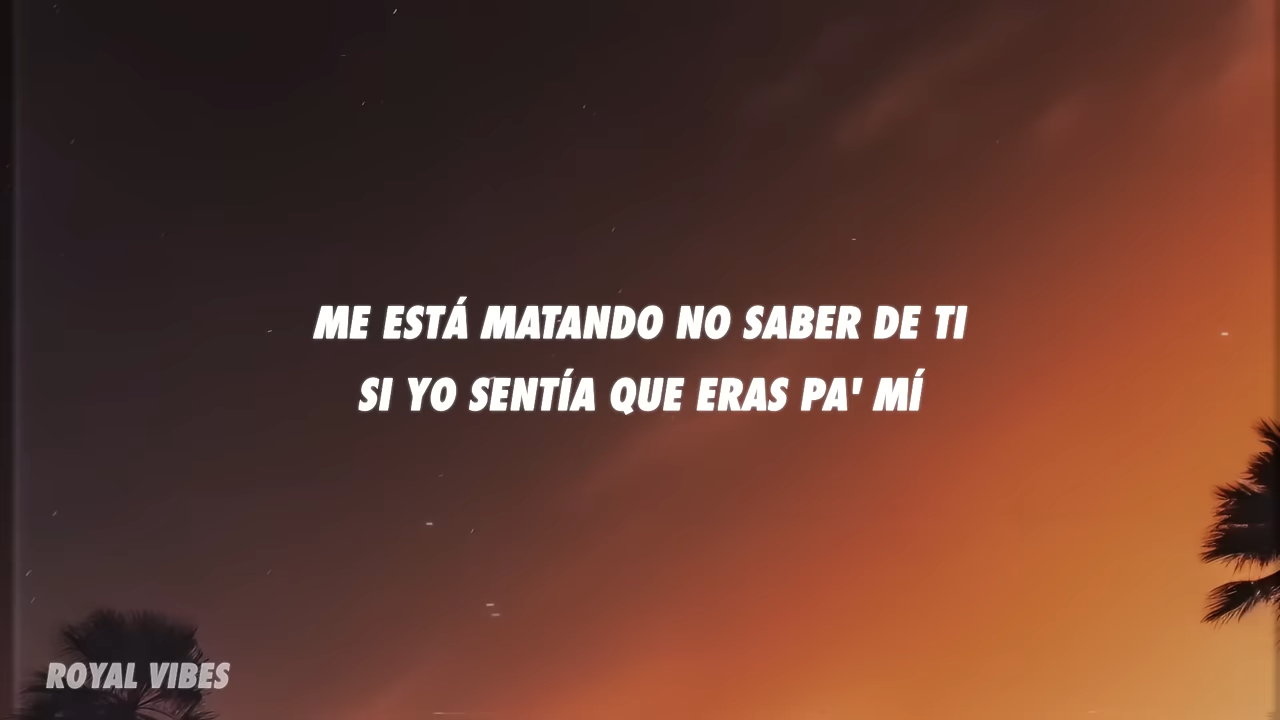 ME ESTÁ MATANDO NO SABER DE TI
SI YO SENTÍA QUE ERAS PA' MÍ
ROYAL VIBES